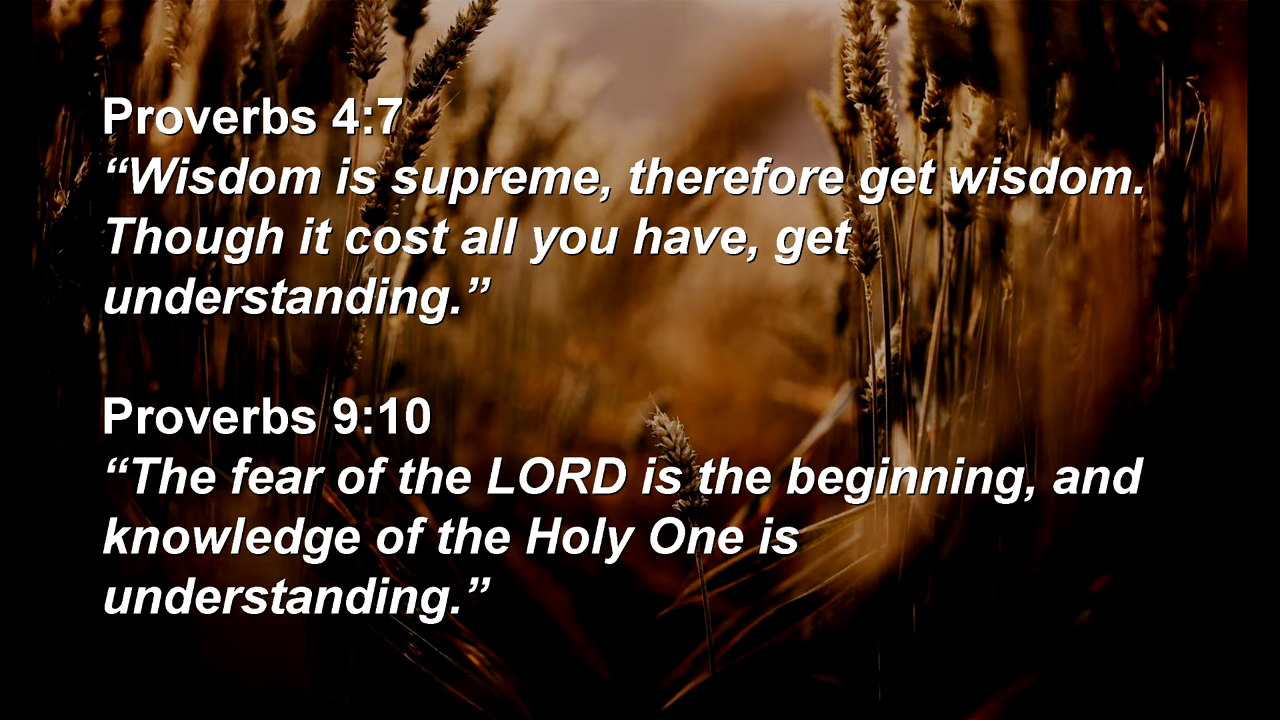 Proverbs 4:7
“Wisdom is supreme, therefore get wisdom.
Though it cost all you have, get
understanding.”
Proverbs 9:10
“The fear of the LORD is the beginning, and
knowledge of the Holy One is
understanding.”